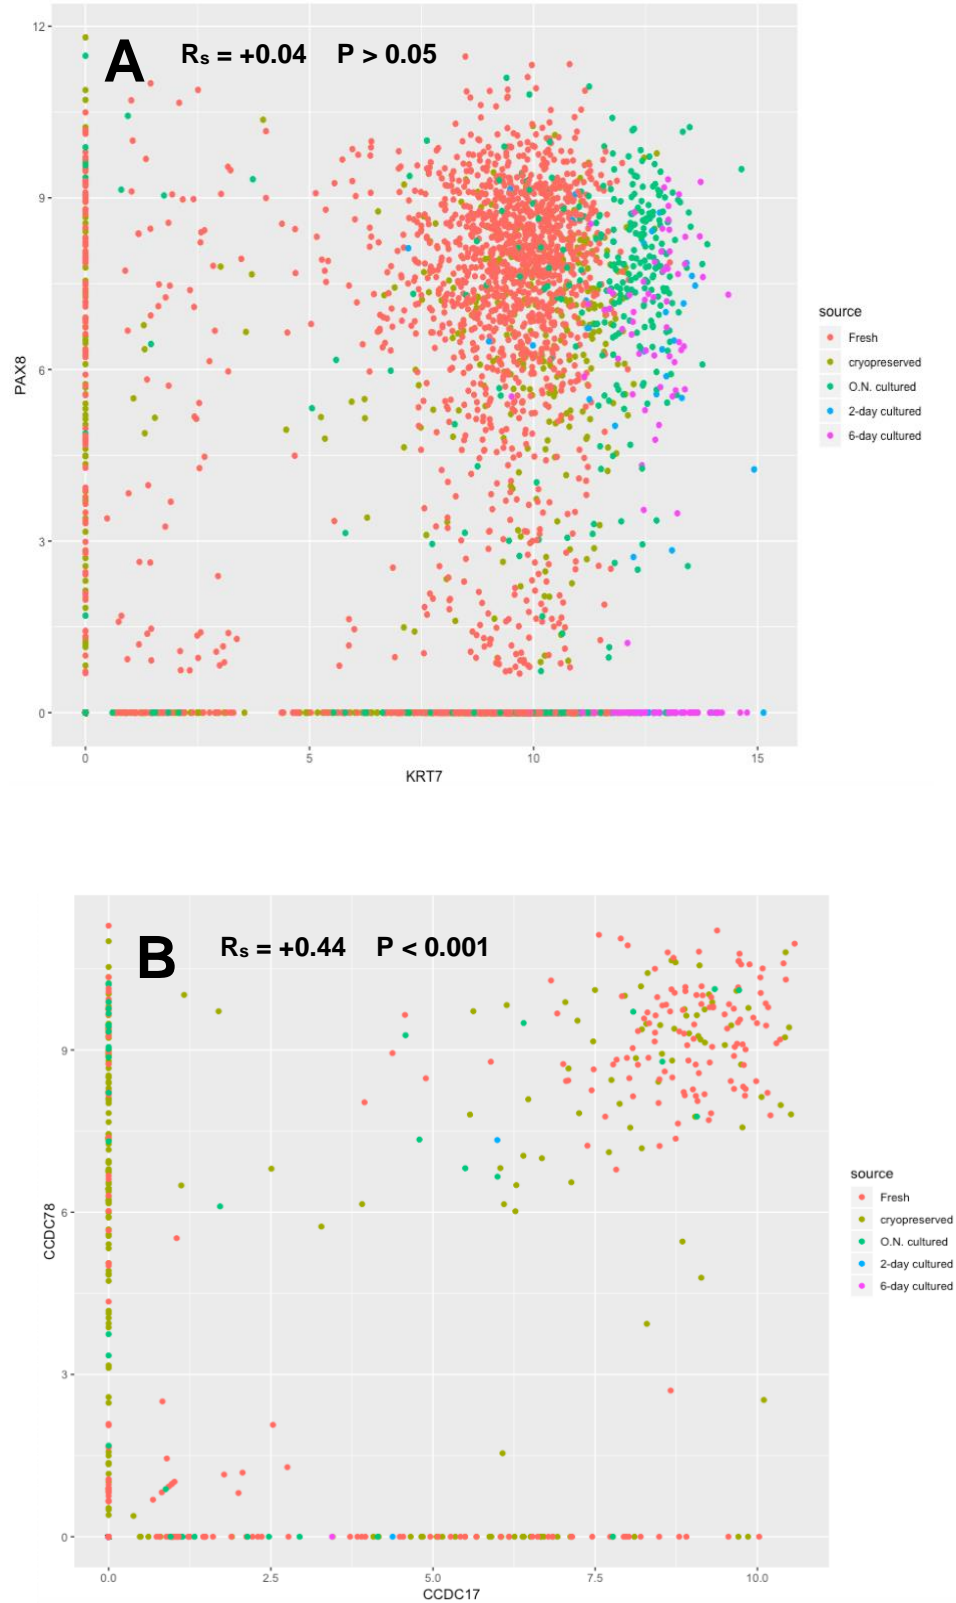 A Rs = +0.04 P > 0.05
12
9
6
3
0
PAX8
0 5 10 15
KRT7
source
Fresh
cryopreserved
O.N. cultured
2-day cultured
6-day cultured
B Rs = +0.44 P < 0.001
9
6
3
0
CCDC78
0.0 2.5 5.0 7.5 10.0
CCDC17
source
Fresh
cryopreserved
O.N. cultured
2-day cultured
6-day cultured